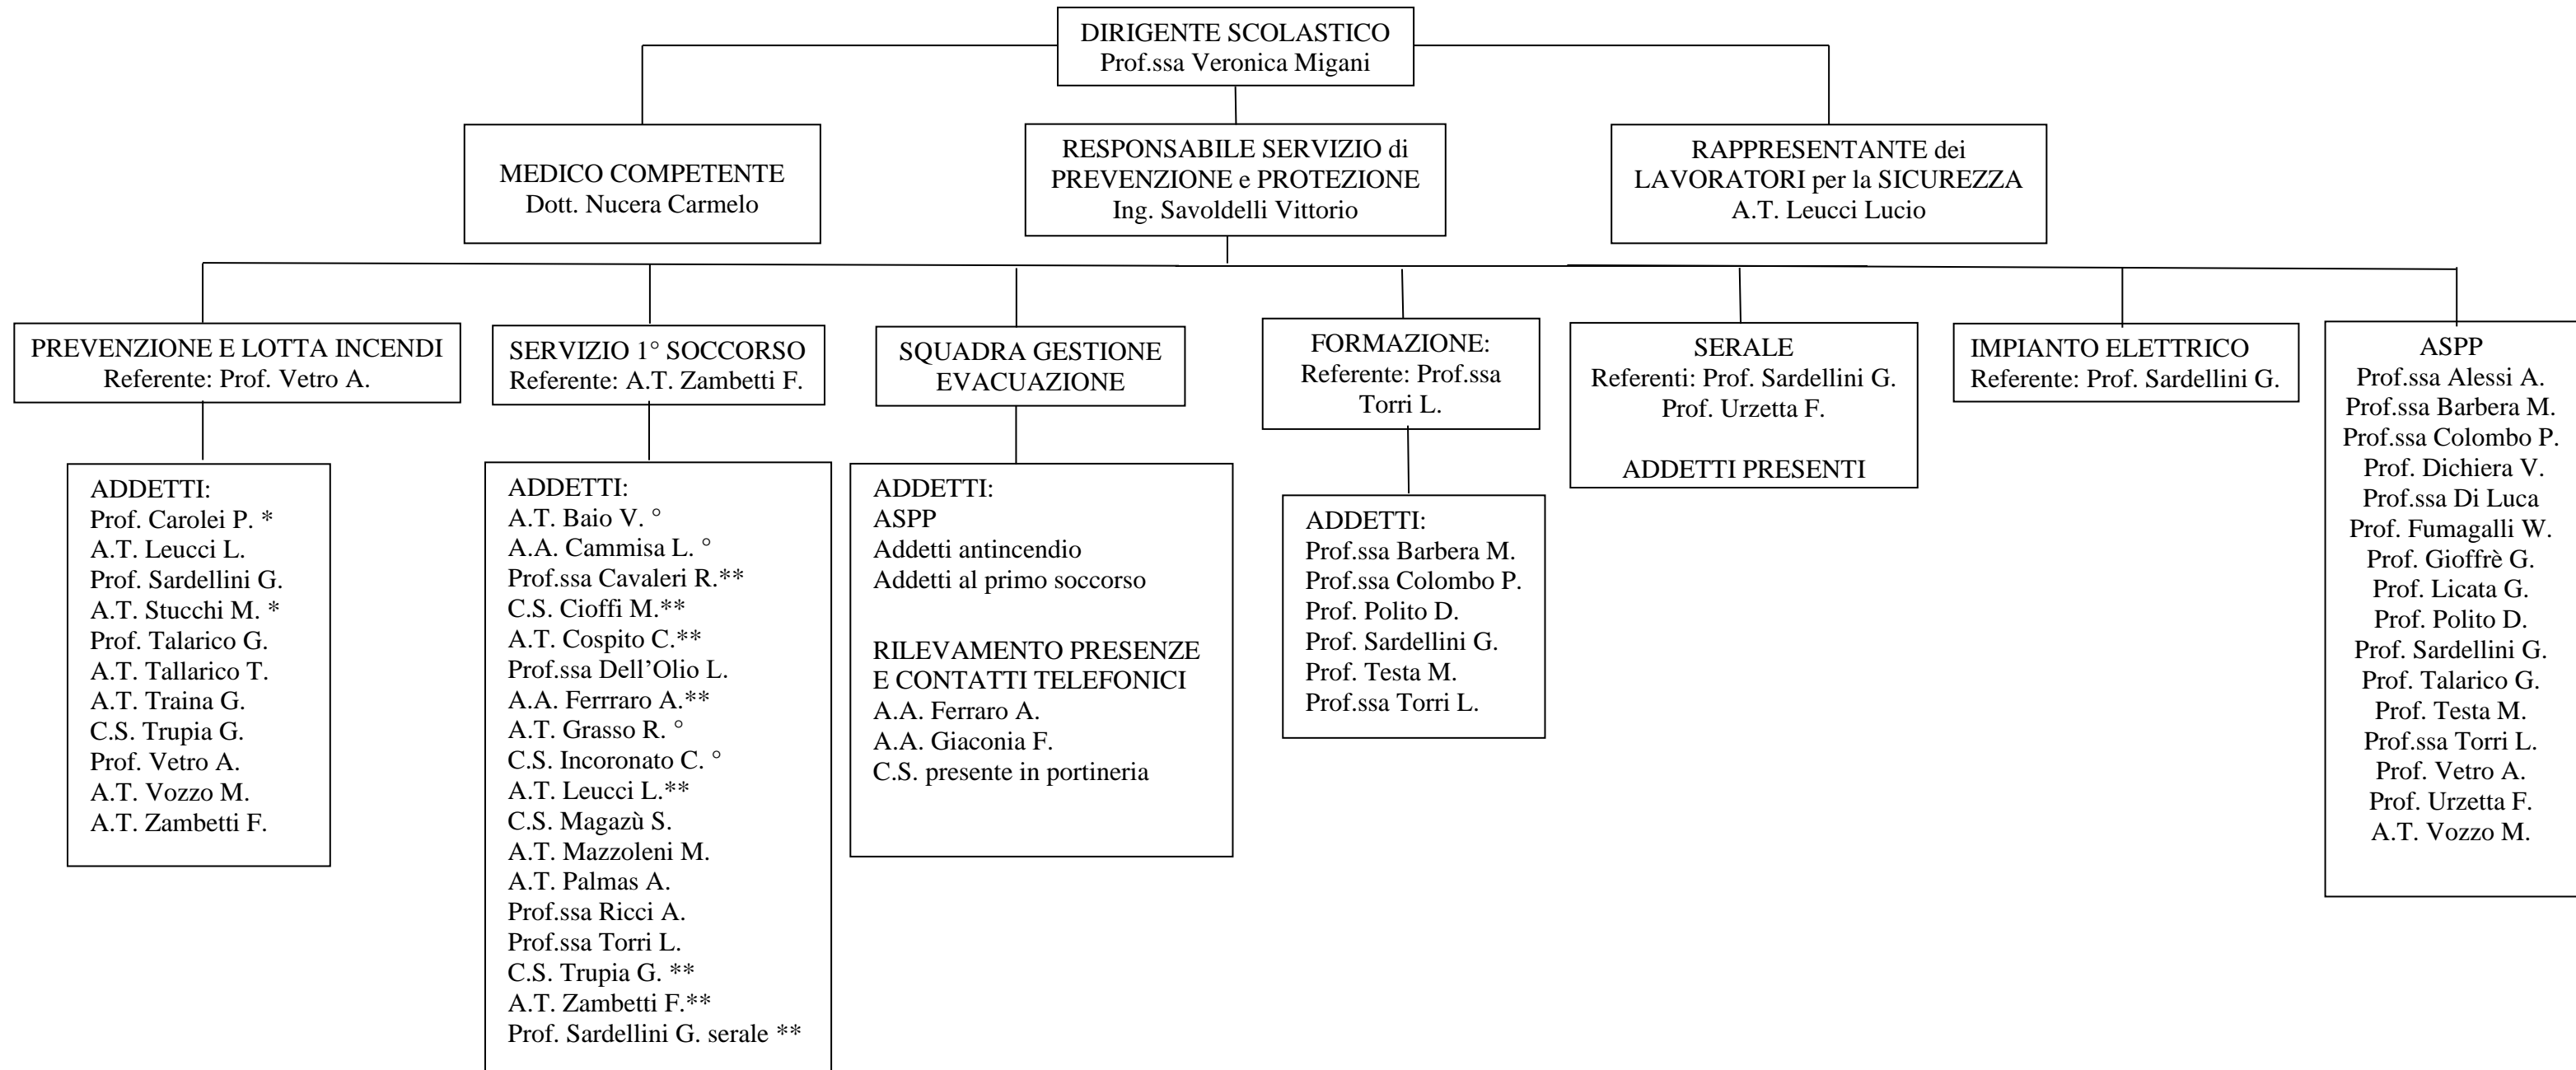 DIRIGENTE SCOLASTICO
Prof.ssa Veronica Migani
MEDICO COMPETENTE
Dott. Nucera Carmelo
RESPONSABILE SERVIZIO di
PREVENZIONE e PROTEZIONE
Ing. Savoldelli Vittorio
RAPPRESENTANTE dei
LAVORATORI per la SICUREZZA
A.T. Leucci Lucio
PREVENZIONE E LOTTA INCENDI
Referente: Prof. Vetro A.
SERVIZIO 1° SOCCORSO
Referente: A.T. Zambetti F.
SQUADRA GESTIONE
EVACUAZIONE
FORMAZIONE:
Referente: Prof.ssa
Torri L.
SERALE
Referenti: Prof. Sardellini G.
Prof. Urzetta F.
ADDETTI PRESENTI
IMPIANTO ELETTRICO
Referente: Prof. Sardellini G.
ASPP
Prof.ssa Alessi A.
Prof.ssa Barbera M.
Prof.ssa Colombo P.
Prof. Dichiera V.
Prof.ssa Di Luca
Prof. Fumagalli W.
Prof. Gioffrè G.
Prof. Licata G.
Prof. Polito D.
Prof. Sardellini G.
Prof. Talarico G.
Prof. Testa M.
Prof.ssa Torri L.
Prof. Vetro A.
Prof. Urzetta F.
A.T. Vozzo M.
ADDETTI:
Prof. Carolei P. *
A.T. Leucci L.
Prof. Sardellini G.
A.T. Stucchi M. *
Prof. Talarico G.
A.T. Tallarico T.
A.T. Traina G.
C.S. Trupia G.
Prof. Vetro A.
A.T. Vozzo M.
A.T. Zambetti F.
ADDETTI:
A.T. Baio V. °
A.A. Cammisa L. °
Prof.ssa Cavaleri R.**
C.S. Cioffi M.**
A.T. Cospito C.**
Prof.ssa Dell’Olio L.
A.A. Ferrraro A.**
A.T. Grasso R. °
C.S. Incoronato C. °
A.T. Leucci L.**
C.S. Magazù S.
A.T. Mazzoleni M.
A.T. Palmas A.
Prof.ssa Ricci A.
Prof.ssa Torri L.
C.S. Trupia G. **
A.T. Zambetti F.**
Prof. Sardellini G. serale **
ADDETTI:
ASPP
Addetti antincendio
Addetti al primo soccorso
RILEVAMENTO PRESENZE
E CONTATTI TELEFONICI
A.A. Ferraro A.
A.A. Giaconia F.
C.S. presente in portineria
ADDETTI:
Prof.ssa Barbera M.
Prof.ssa Colombo P.
Prof. Polito D.
Prof. Sardellini G.
Prof. Testa M.
Prof.ssa Torri L.